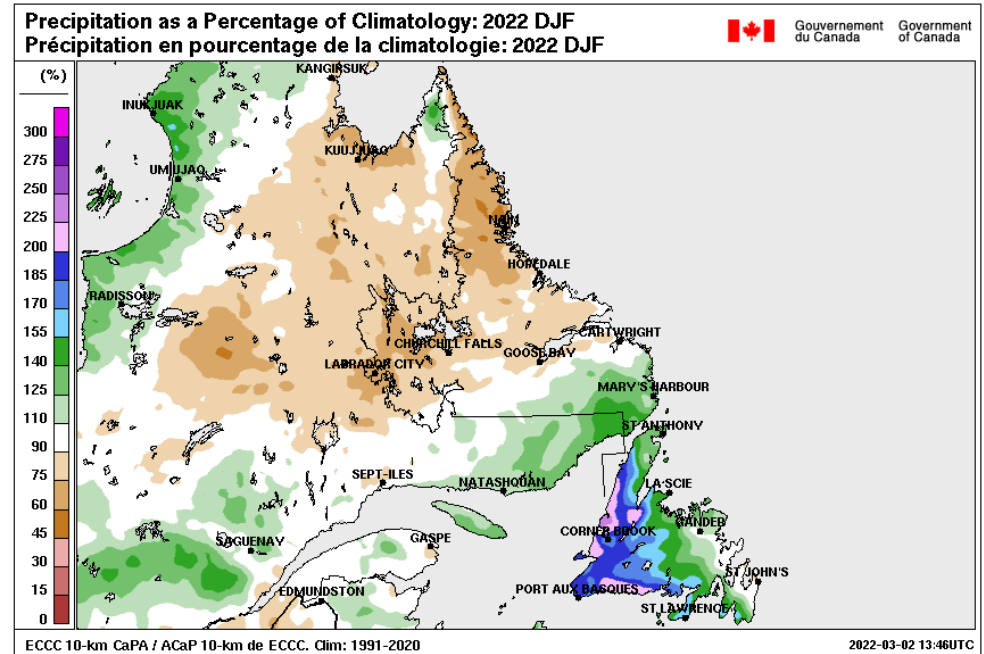 Precipitation as a Percentage of Climatology: 2022 DJF
Précipitation en pourcentage de la climatologie: 2022 DJF
Gouvernement du Canada
Government of Canada
(%)
300
275
250
225
200
185
170
155
140
125
110
90
75
60
45
30
15
0
KANGIRSUK
INUKJUAK
KUUJJUAQ
UMIUJAQ
NAIN
HOPEDALE
RADISSON
CARTWRIGHT
CHURCHILL FALLS
GOOSE BAY
LABRADOR CITY
MARY'S HARBOUR
ST ANTHONY
SEPT-ILES
NATASHQUAN
LA SCIE
GANDER
CORNER BROOK
GASPE
SAGUENAY
ST JOHN'S
EDMUNDSTON
PORT AUX BASQUES
ST LAWRENCE
ECCC 10-km CaPA / ACaP 10-km de ECCC. Clim: 1991-2020
2022-03-02 13:46UTC